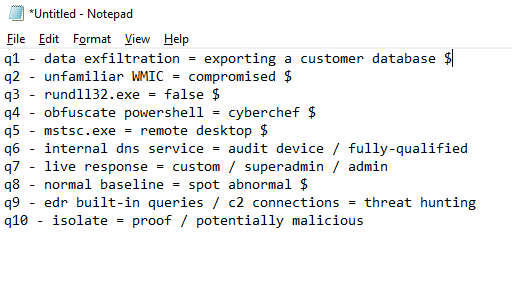 *Untitled - Notepad
File Edit Format View Help
q1 - data exfiltration = exporting a customer database $
q2 - unfamiliar WMIC = compromised $
q3 - rundll32.exe = false $
q4 - obfuscate powershell = cyberchef $
q5 - mstsc.exe = remote desktop $
q6 - internal dns service = audit device / fully-qualified
q7 - live response = custom / superadmin / admin
q8 - normal baseline = spot abnormal $
q9 - edr built-in queries / c2 connections = threat hunting
q10 - isolate = proof / potentially malicious